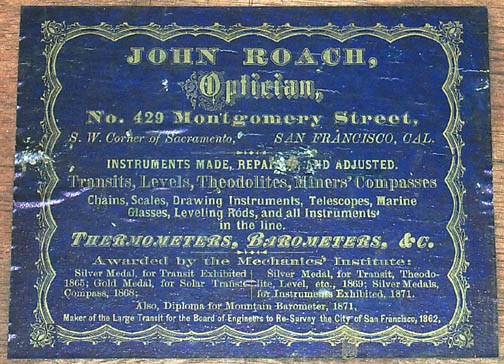 JOHN ROACH,
Optician,
No. 429 Montgomery Street,
S. W. Corner of Sacramento, SAN FRANCISCO, CAL.
INSTRUMENTS MADE, REPAIRED AND ADJUSTED.
Transits, Levels, Theodolites, Miners' Compasses
Chains, Scales, Drawing Instruments, Telescopes, Marine
Glasses, Leveling Rods, and all Instruments
in the line.
THERMOMETERS, BAROMETERS, &c.
Awarded by the Mechanics' Institute:
Silver Medal, for Transit Exhibited
1865; Gold Medal, for Solar
Compass, 1868;
Silver Medal, for Transit, Theodo-
lite, Level, etc., 1869; Silver Medals,
for Instruments Exhibited, 1871.
Also, Diploma for Mountain Barometer, 1871,
Maker of the Large Transit for the Board of Engineers to Re-Survey the City of San Francisco, 1862,